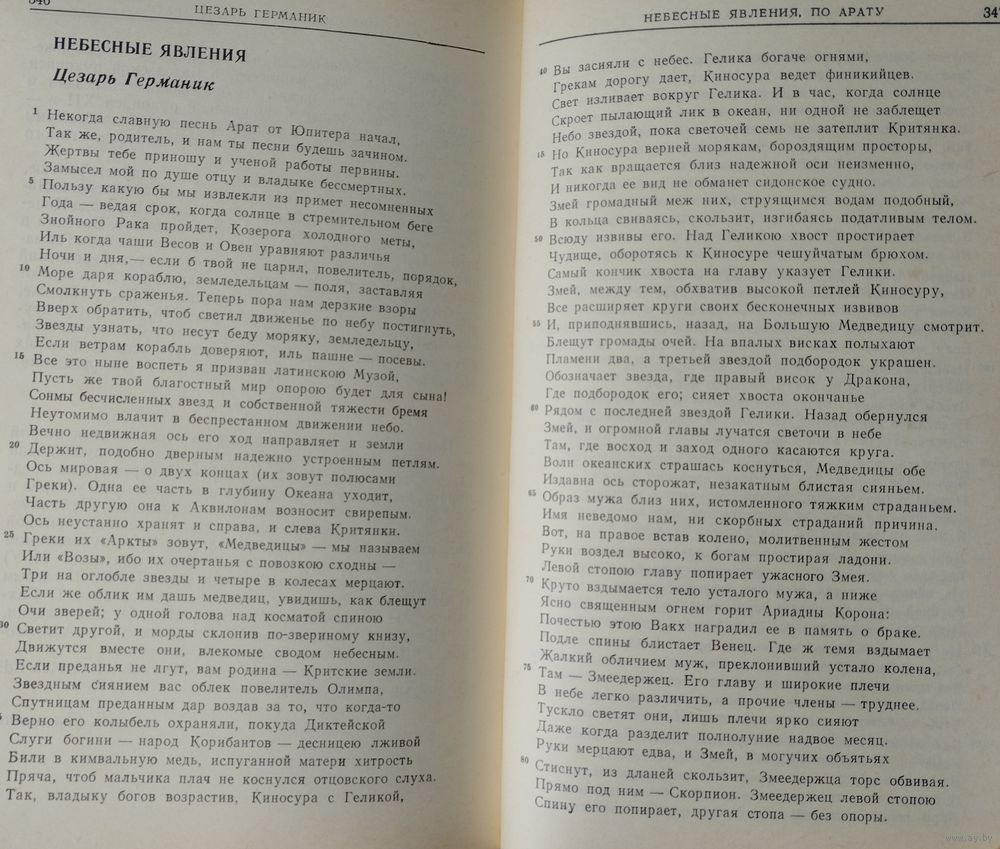 346
ЦЕЗАРЬ ГЕРМАНИК
НЕБЕСНЫЕ ЯВЛЕНИЯ
Цезарь Германик
1 Некогда славную песнь Арат от Юпитера начал,
Так же, родитель, и нам ты песни будешь зачином.
Жертвы тебе приношу и ученой работы первины.
Замысел мой по душе отцу и владыке бессмертных.
5 Пользу какую бы мы извлекли из примет несомненных
Года — ведая срок, когда солнце в стремительном беге
Знойного Рака пройдет, Козерога холодного меты,
Иль когда чаши Весов и Овен уравняют различья
Ночи и дня,— если б твой не царил, повелитель, порядок,
10 Море даря кораблю, земледельцам — поля, заставляя
Смолкнуть сраженья. Теперь пора нам дерзкие взоры
Вверх обратить, чтоб светил движенье по небу постигнуть,
Звезды узнать, что несут беду моряку, земледельцу,
Если ветрам корабль доверяют, иль пашне — посевы.
15 Все это ныне воспеть я призван латинскою Музой,
Пусть же твой благостный мир опорою будет для сына!
Сонмы бесчисленных звезд и собственной тяжести бремя
Неутомимо влачит в беспрестанном движении небо.
Вечно недвижная ось его ход направляет и земли
20 Держит, подобно дверным надежно устроенным петлям.
Ось мировая — о двух концах (их зовут полюсами
Греки). Одна ее часть в глубину Океана уходит,
Часть другую она к Аквилонам возносит свирепым.
Ось неустанно хранят и справа, и слева Критянки.
25 Греки их «Аркты» зовут, «Медведицы» — мы называем
Или «Возы», ибо их очертанья с повозкою сходны —
Три на оглобле звезды и четыре в колесах мерцают.
Если же облик им дашь медведиц, увидишь, как блещут
Очи зверей; у одной голова над косматой спиною
30 Светит другой, и морды склонив по-звериному книзу,
Движутся вместе они, влекомые сводом небесным.
Если преданья не лгут, вам родина — Критские земли.
Звездным сиянием вас облек повелитель Олимпа,
Спутницам преданным дар воздав за то, что когда-то
Верно его колыбель охраняли, покуда Диктейской
Слуги богини — народ Корибантов — десницею лживой
Били в кимвальную медь, испуганной матери хитрость
Пряча, чтоб мальчика плач не коснулся отцовского слуха.
Так, владыку богов возрастив, Киносура с Геликой,
НЕБЕСНЫЕ ЯВЛЕНИЯ, ПО АРАТУ
347
40 Вы засияли с небес. Гелика богаче огнями,
Грекам дорогу дает, Киносура ведет финикийцев.
Свет изливает вокруг Гелика. И в час, когда солнце
Скроет пылающий лик в океан, ни одной не заблещет
Небо звездой, пока светочей семь не затеплит Критянка.
45 Но Киносура верней морякам, бороздящим просторы,
Так как вращается близ надежной оси неизменно,
И никогда ее вид не обманет сидонское судно.
Змей громадный меж них, струящимся водам подобный,
В кольца свиваясь, скользит, изгибаясь податливым телом.
50 Всюду извивы его. Над Геликою хвост простирает
Чудище, оборотясь к Киносуре чешуйчатым брюхом.
Самый кончик хвоста на главу указует Гелики.
Змей, между тем, обхватив высокой петлей Киносуру,
Все расширяет круги своих бесконечных извивов
55 И, приподнявшись, назад, на Большую Медведицу смотрит.
Блещут громады очей. На впалых висках полыхают
Пламени два, а третьей звездой подбородок украшен.
Обозначает звезда, где правый висок у Дракона,
Где подбородок его; сияет хвоста окончанье
60 Рядом с последней звездой Гелики. Назад обернулся
Змей, и огромной главы лучатся светочи в небе
Там, где восход и заход одного касаются круга.
Волн океанских страшась коснуться, Медведицы обе
Издавна ось сторожат, незакатным блистая сияньем.
65 Образ мужа близ них, истомленного тяжким страданьем.
Имя неведомо нам, ни скорбных страданий причина.
Вот, на правое встав колено, молитвенным жестом
Руки воздел высоко, к богам простирая ладони.
Левой стопою главу попирает ужасного Змея.
70 Круто вздымается тело усталого мужа, а ниже
Ясно священным огнем горит Ариадны Корона:
Почестью этою Вакх наградил ее в память о браке.
Подле спины блистает Венец. Где ж темя вздымает
Жалкий обличием муж, преклонивший устало колена,
75 Там — Змеедержец. Его главу и широкие плечи
В небе легко различить, а прочие члены — труднее.
Тускло светят они, лишь плечи ярко сияют
Даже когда разделит полнолуние надвое месяц.
Руки мерцают едва, и Змей, в могучих объятьях
80 Стиснут, из дланей скользит, Змеедержца торс обвивая.
Прямо под ним — Скорпион. Змеедержец левой стопою
Спину его попирает, другая стопа — без опоры.
www.ay.by